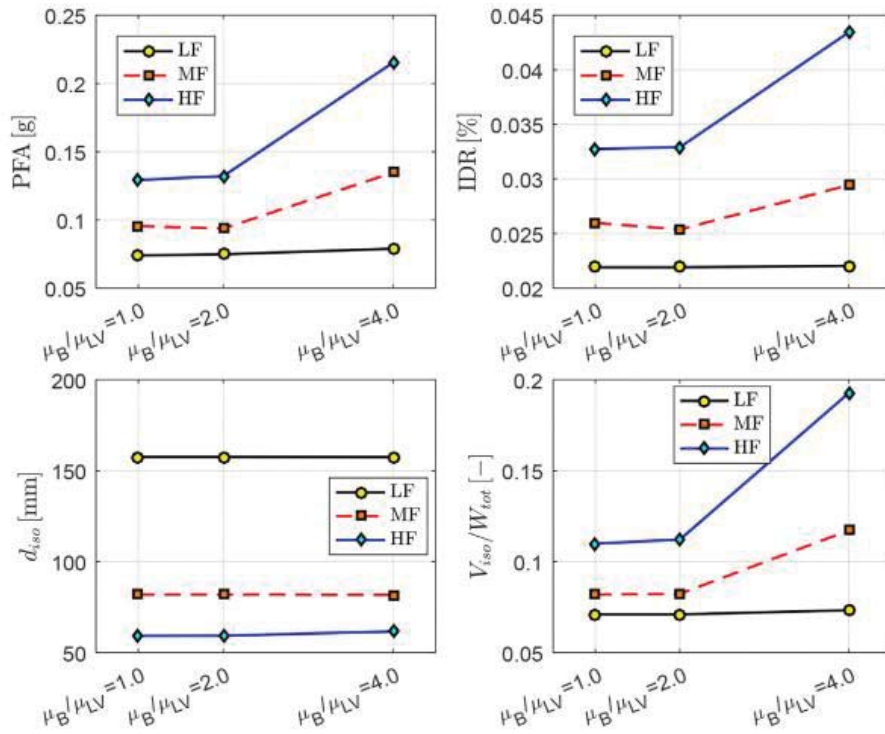 PFA [g]
0.25
0.2
0.15
0.1
0.05
LF
MF
HF
μB/μLV=1.0
μB/μLV=2.0
μB/μLV=4.0
IDR [%]
0.045
0.04
0.035
0.03
0.025
0.02
LF
MF
HF
μB/μLV=1.0
μB/μLV=2.0
μB/μLV=4.0
diso [mm]
200
150
100
50
LF
MF
HF
μB/μLV=1.0
μB/μLV=2.0
μB/μLV=4.0
Viso/Wtot [−]
0.2
0.15
0.1
0.05
LF
MF
HF
μB/μLV=1.0
μB/μLV=2.0
μB/μLV=4.0